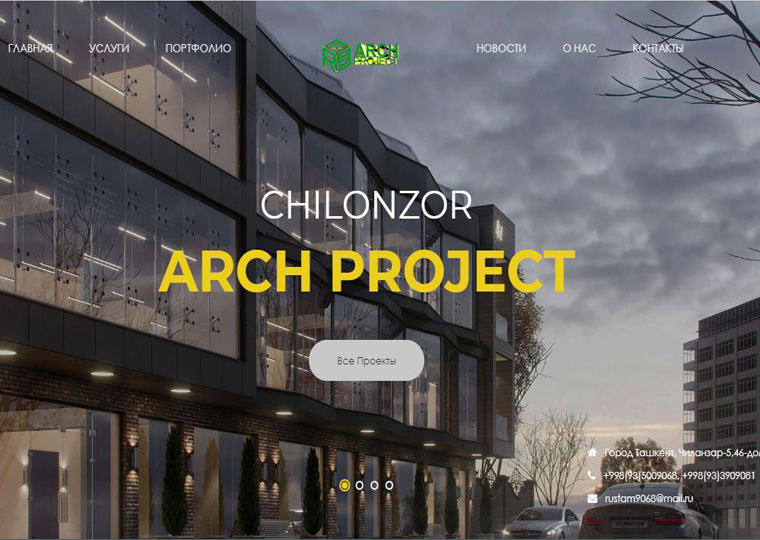 ГЛАВНАЯ УСЛУГИ ПОРТФОЛИО ARCH PROJECT НОВОСТИ О НАС КОНТАКТЫ
CHILONZOR
ARCH PROJECT
Все Проекты
Город Ташкент, Чиланзар-5,46-до
+998(93)5009068, +998(93)3909081
rustam9068@mail.ru